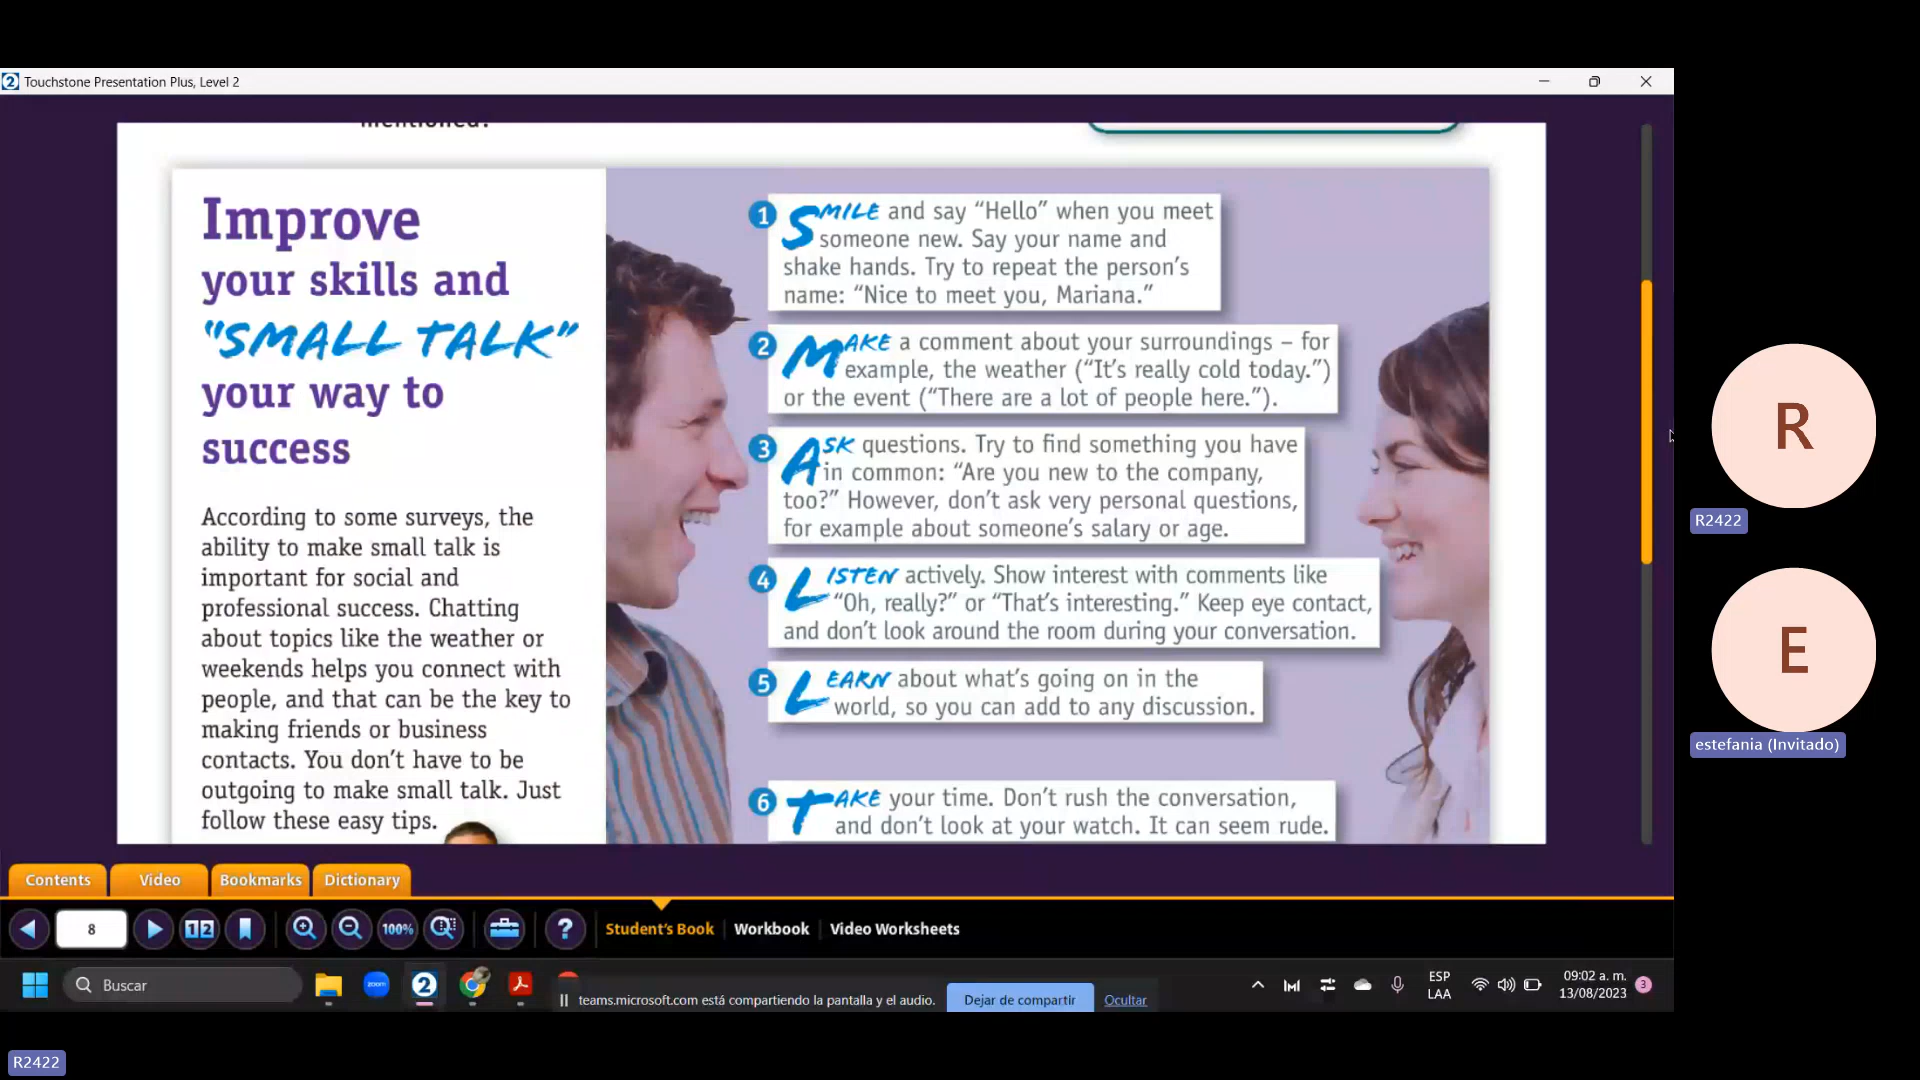 Touchstone Presentation Plus, Level 2
mentioned?
Improve
your skills and
“SMALL TALK”
your way to
success
According to some surveys, the
ability to make small talk is
important for social and
professional success. Chatting
about topics like the weather or
weekends helps you connect with
people, and that can be the key to
making friends or business
contacts. You don’t have to be
outgoing to make small talk. Just
follow these easy tips.
1 SMILE and say “Hello” when you meet
someone new. Say your name and
shake hands. Try to repeat the person’s
name: “Nice to meet you, Mariana.”
2 MAKE a comment about your surroundings – for
example, the weather (“It’s really cold today.”)
or the event (“There are a lot of people here.”).
3 ASK questions. Try to find something you have
in common: “Are you new to the company,
too?” However, don’t ask very personal questions,
for example about someone’s salary or age.
4 LISTEN actively. Show interest with comments like
“Oh, really?” or “That’s interesting.” Keep eye contact,
and don’t look around the room during your conversation.
5 LEARN about what’s going on in the
world, so you can add to any discussion.
6 TAKE your time. Don’t rush the conversation,
and don’t look at your watch. It can seem rude.
R
R2422
E
estefania (Invitado)
Contents Video Bookmarks Dictionary
8 12 100% ? Student’s Book Workbook Video Worksheets
Buscar
zoom
2
teams.microsoft.com está compartiendo la pantalla y el audio. Dejar de compartir Ocultar
ESP
LAA
09:02 a. m.
13/08/2023
3
R2422